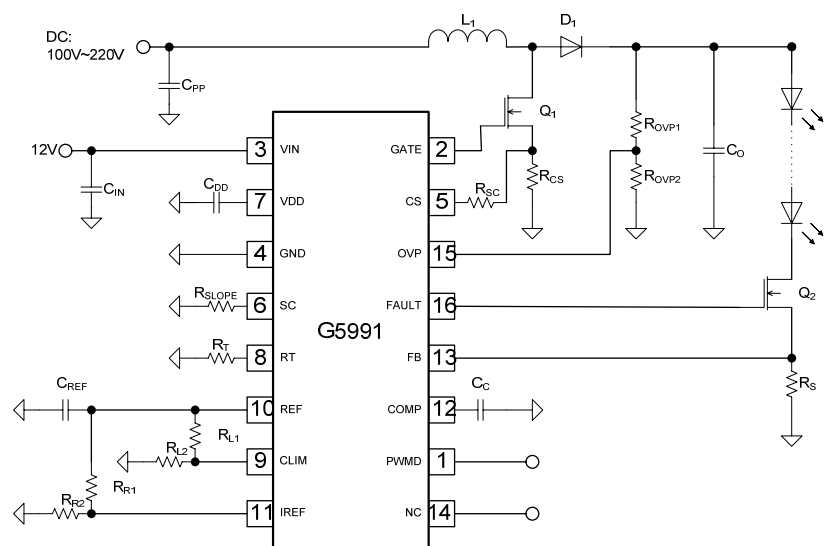 DC:
100V~220V
L1
D1
CPP
Q1
ROVP1
ROVP2
CO
12V
CIN
3 VIN
GATE 2
RCS
CDD
7 VDD
CS 5
RSC
4 GND
OVP 15
RSLOPE
6 SC
FAULT 16
Q2
G5991
RT
8 RT
FB 13
RS
CREF
10 REF
COMP 12
CC
RL1
RL2
9 CLIM
PWMD 1
RR1
RR2
11 IREF
NC 14